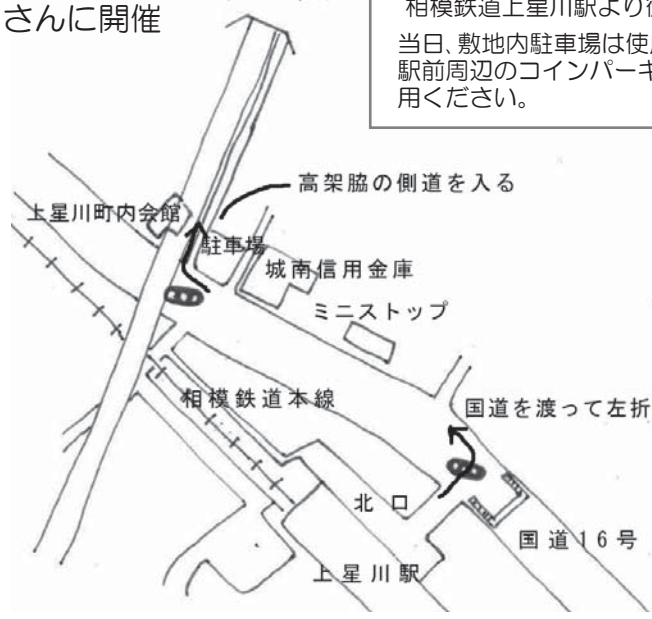 さんに開催
相模鉄道上星川駅より
当日、敷地内駐車場は使
駅前周辺のコインパーキ
用ください。
高架脇の側道を入る
上星川町内会館
駐車場
城南信用金庫
ミニストップ
相模鉄道本線
国道を渡って左折
北口
国道16号
上星川駅